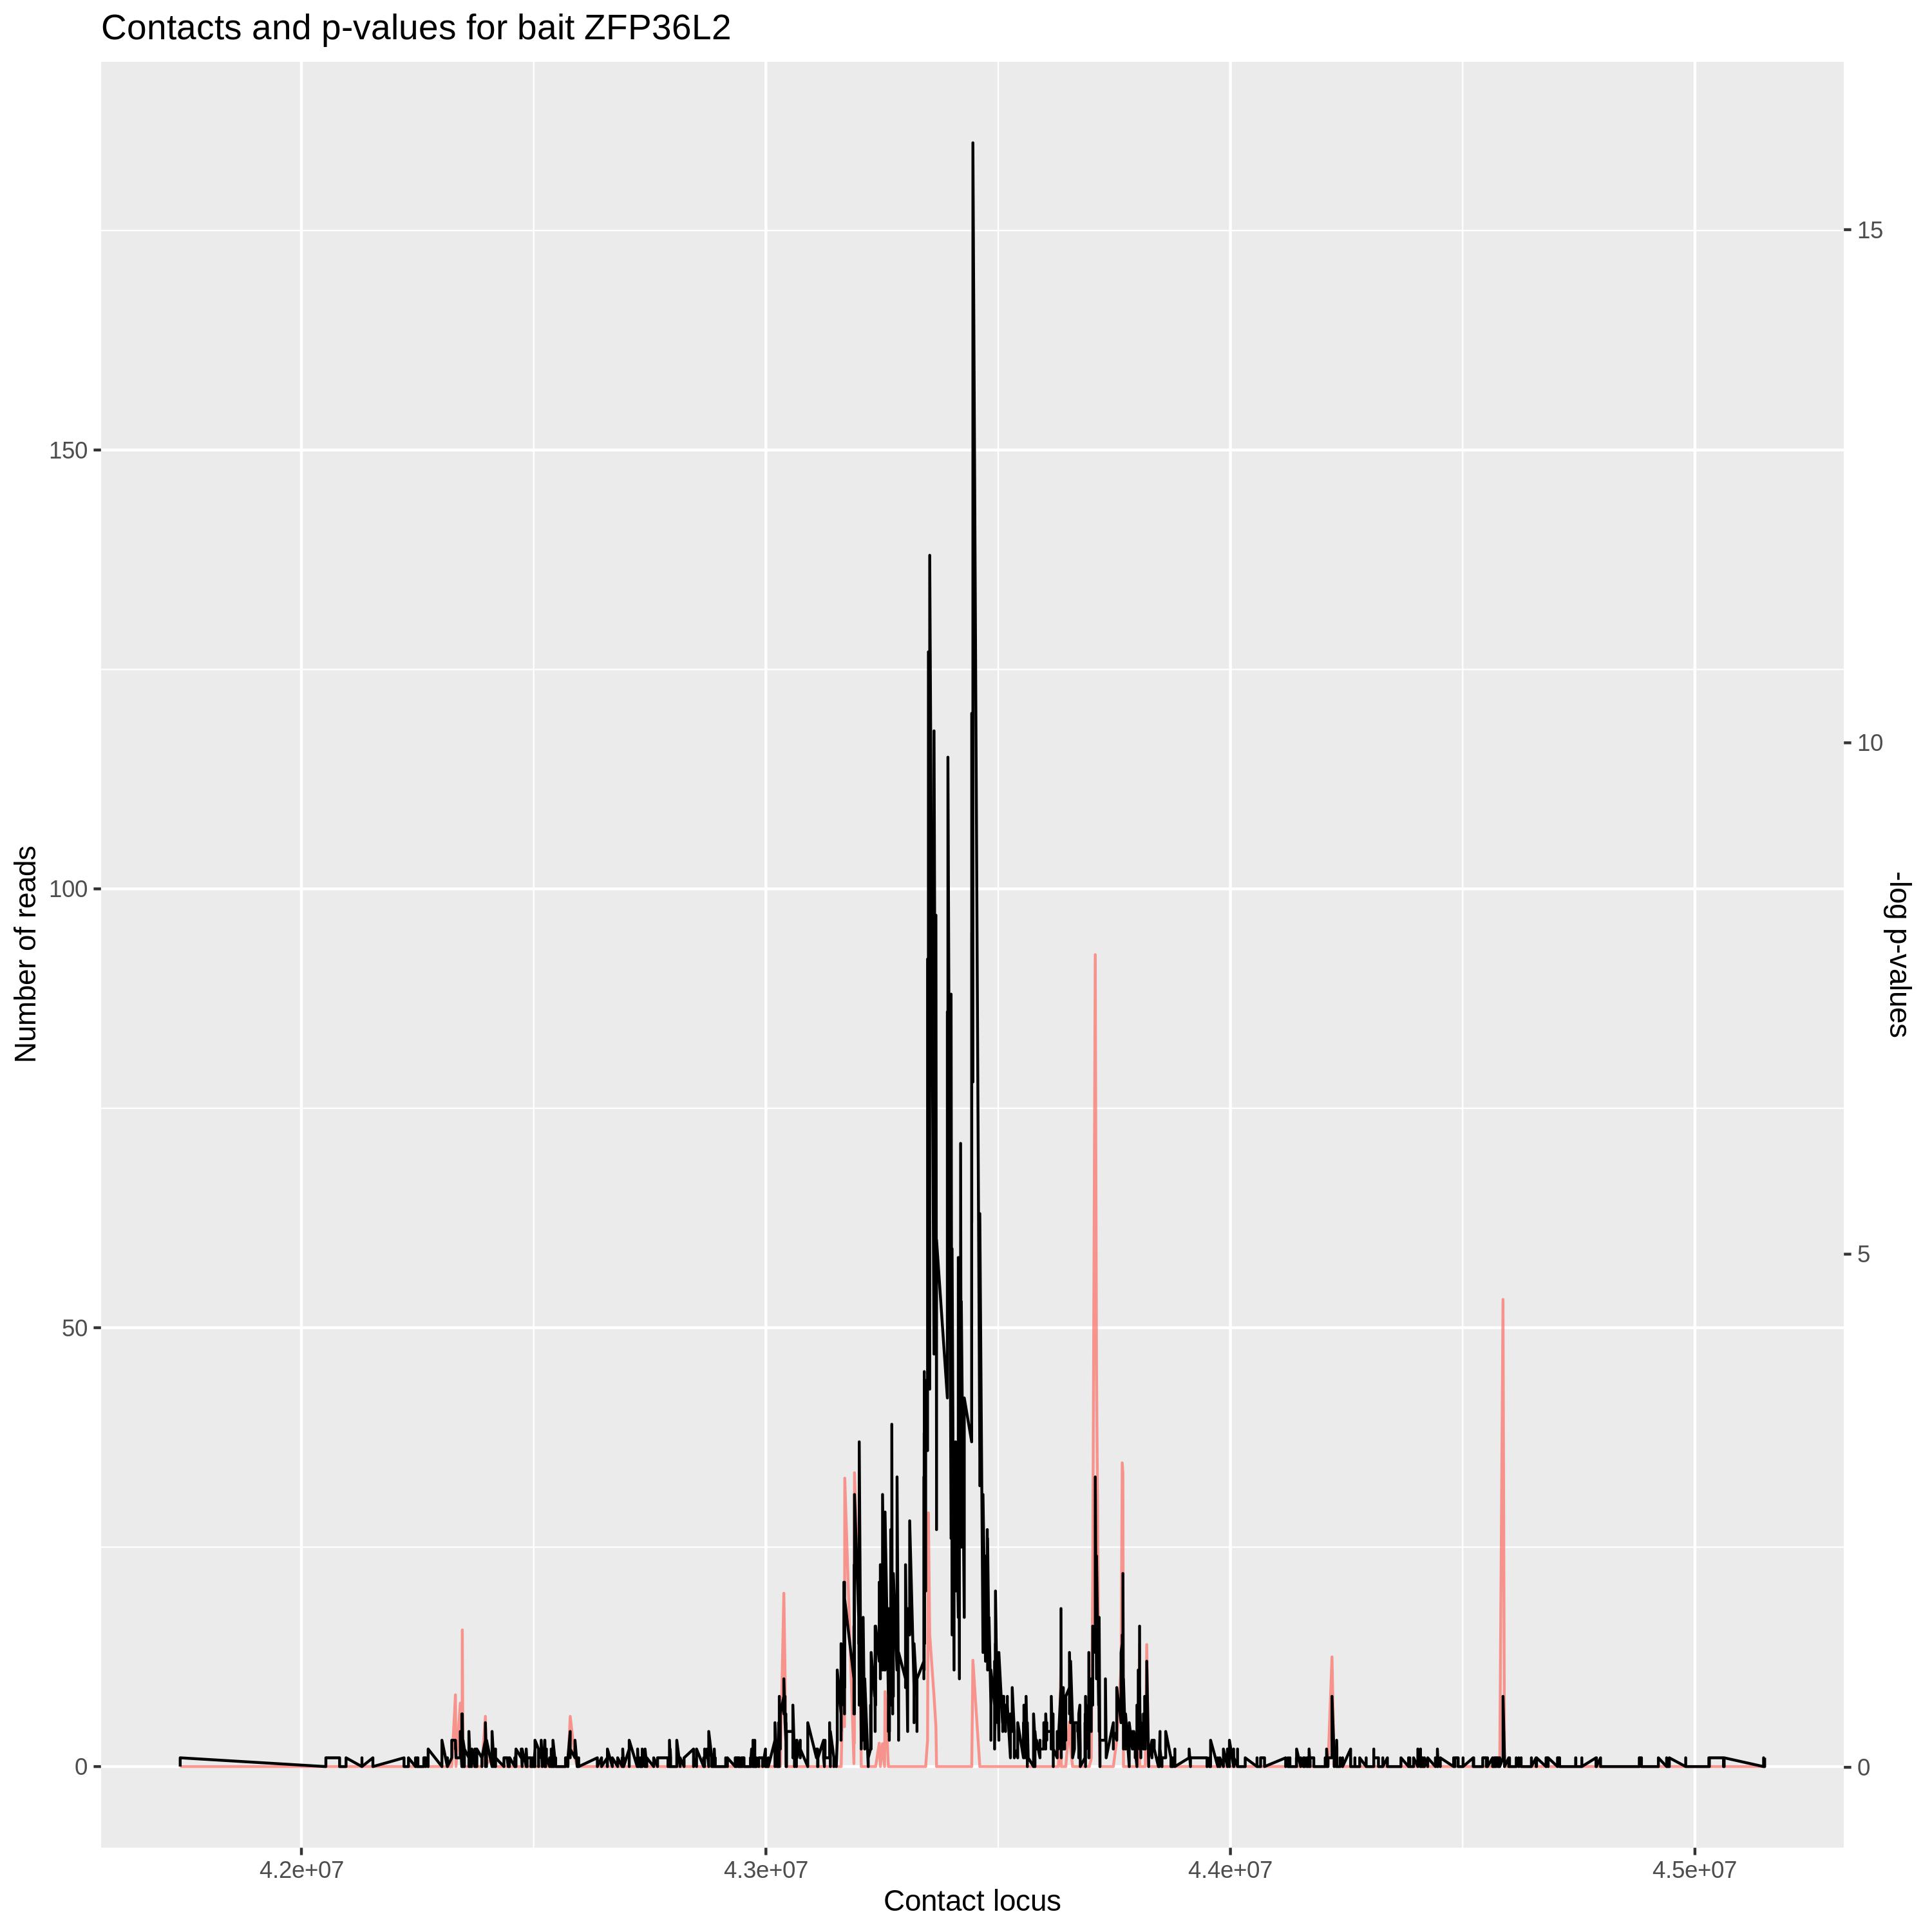 Contacts and p-values for bait ZFP36L2
Number of reads
150
100
50
0
15
10
5
0
-log p-values
4.2e+07
4.3e+07
4.4e+07
4.5e+07
Contact locus